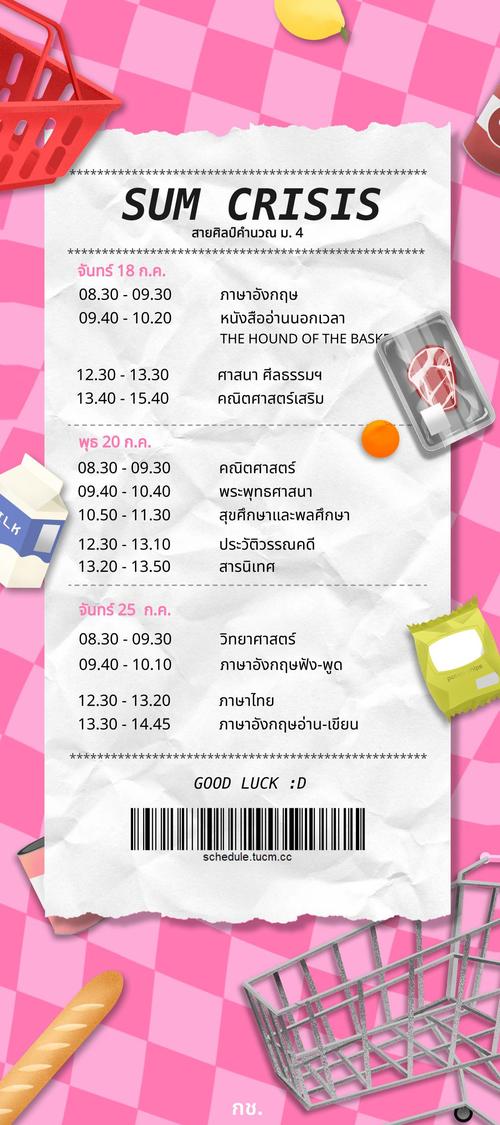 ************************************************
SUM CRISIS
สายศิลป์คำนวณ ม. 4
************************************************
จันทร์ 18 ก.ค.
08.30 - 09.30 ภาษาอังกฤษ
09.40 - 10.20 หนังสืออ่านนอกเวลา
THE HOUND OF THE
12.30 - 13.30 ศาสนา ศีลธรรมฯ
13.40 - 15.40 คณิตศาสตร์เสริม
พุธ 20 ก.ค.
08.30 - 09.30 คณิตศาสตร์
09.40 - 10.40 พระพุทธศาสนา
10.50 - 11.30 สุขศึกษาและพลศึกษา
12.30 - 13.10 ประวัติวรรณคดี
13.20 - 13.50 สารนิเทศ
จันทร์ 25 ก.ค.
08.30 - 09.30 วิทยาศาสตร์
09.40 - 10.10 ภาษาอังกฤษฟัง-พูด
12.30 - 13.20 ภาษาไทย
13.30 - 14.45 ภาษาอังกฤษอ่าน-เขียน
************************************************
GOOD LUCK :D
schedule.tucm.cc
กช.